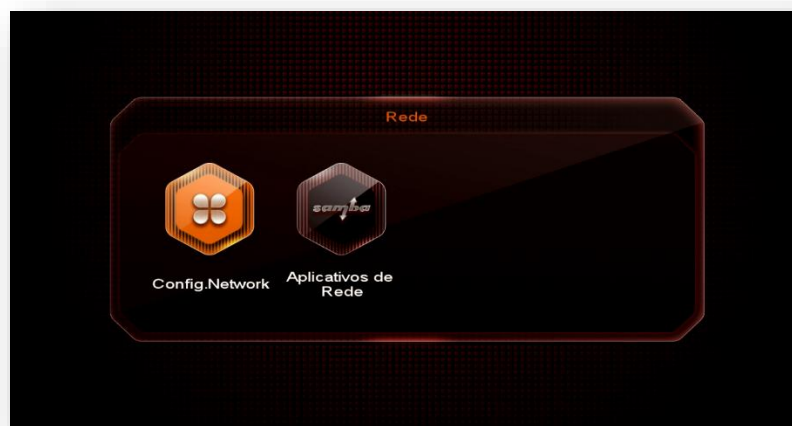 Rede
samba
Config.Network
Aplicativos de
Rede